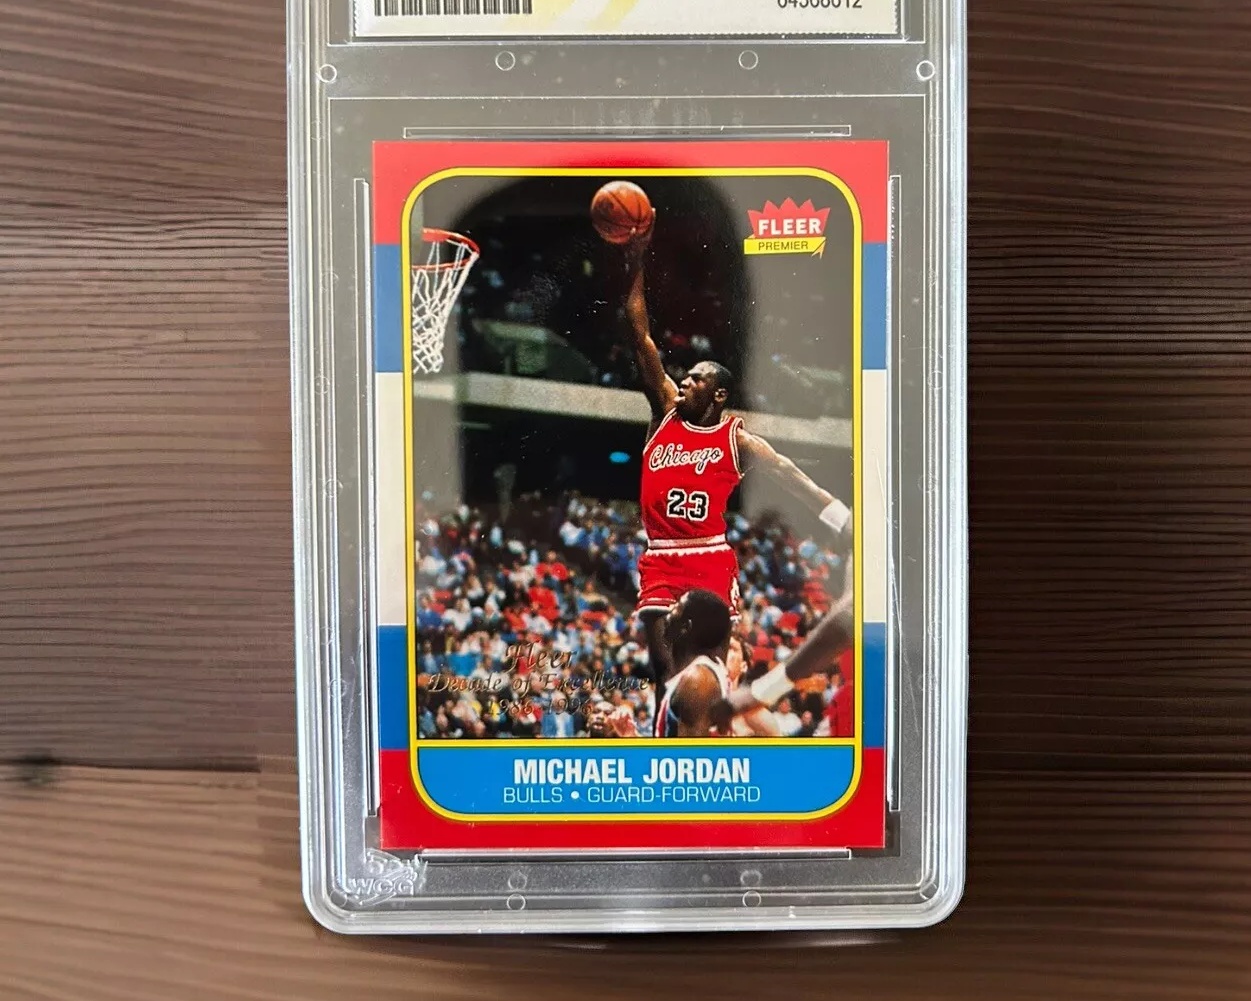 FLEER
PREMIER
Chicago
23
Fleer
Decade of Excellence
1986-1996
MICHAEL JORDAN
BULLS • GUARD-FORWARD
WCG